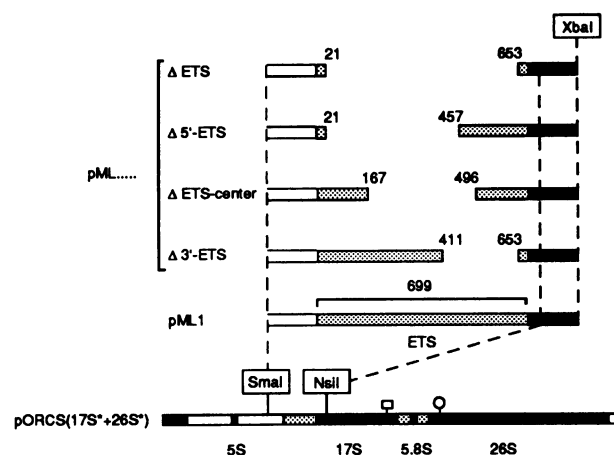 XbaI
21 653
Δ ETS
21 457
Δ 5'-ETS
pML.....
167 496
Δ ETS-center
411 653
Δ 3'-ETS
699
pML1
ETS
SmaI NsiI
pORCS(17S*+26S*)
5S 17S 5.8S 26S